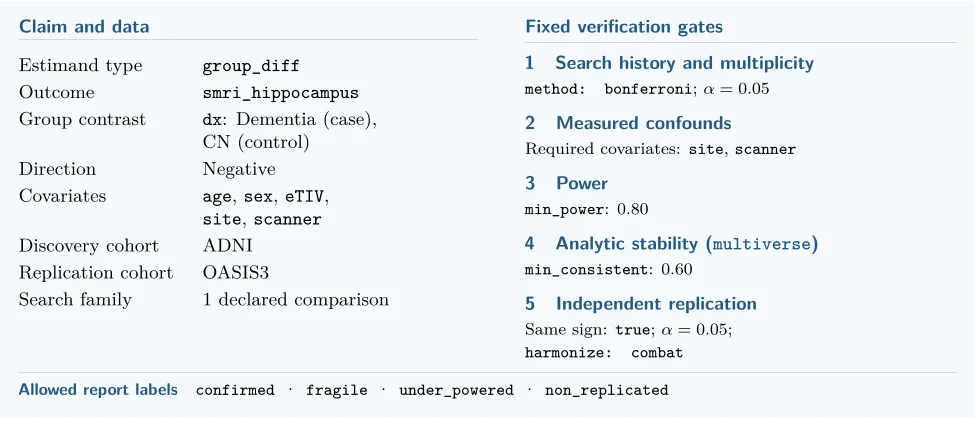 Claim and data
Estimand type group_diff
Outcome smri_hippocampus
Group contrast dx: Dementia (case),
CN (control)
Direction Negative
Covariates age, sex, eTIV,
site, scanner
Discovery cohort ADNI
Replication cohort OASIS3
Search family 1 declared comparison
Fixed verification gates
1 Search history and multiplicity
method: bonferroni; α = 0.05
2 Measured confounds
Required covariates: site, scanner
3 Power
min_power: 0.80
4 Analytic stability (multiverse)
min_consistent: 0.60
5 Independent replication
Same sign: true; α = 0.05;
harmonize: combat
Allowed report labels confirmed · fragile · under_powered · non_replicated